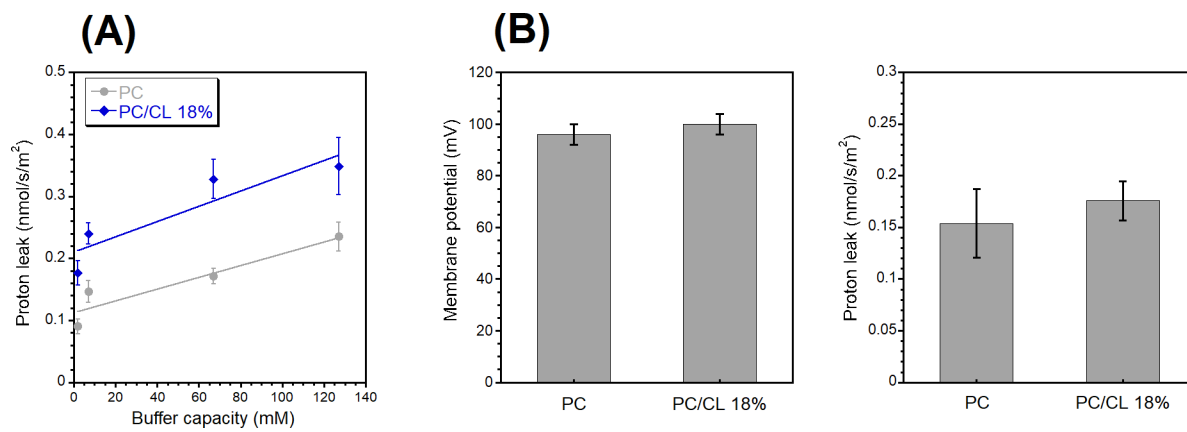 (A)
Proton leak (nmol/s/m²)
0.5
0.4
0.3
0.2
0.1
0
PC
PC/CL 18%
0 20 40 60 80 100 120 140
Buffer capacity (mM)
(B)
Membrane potential (mV)
120
100
80
60
40
20
0
PC PC/CL 18%
Proton leak (nmol/s/m²)
0.3
0.25
0.2
0.15
0.1
0.05
0
PC PC/CL 18%